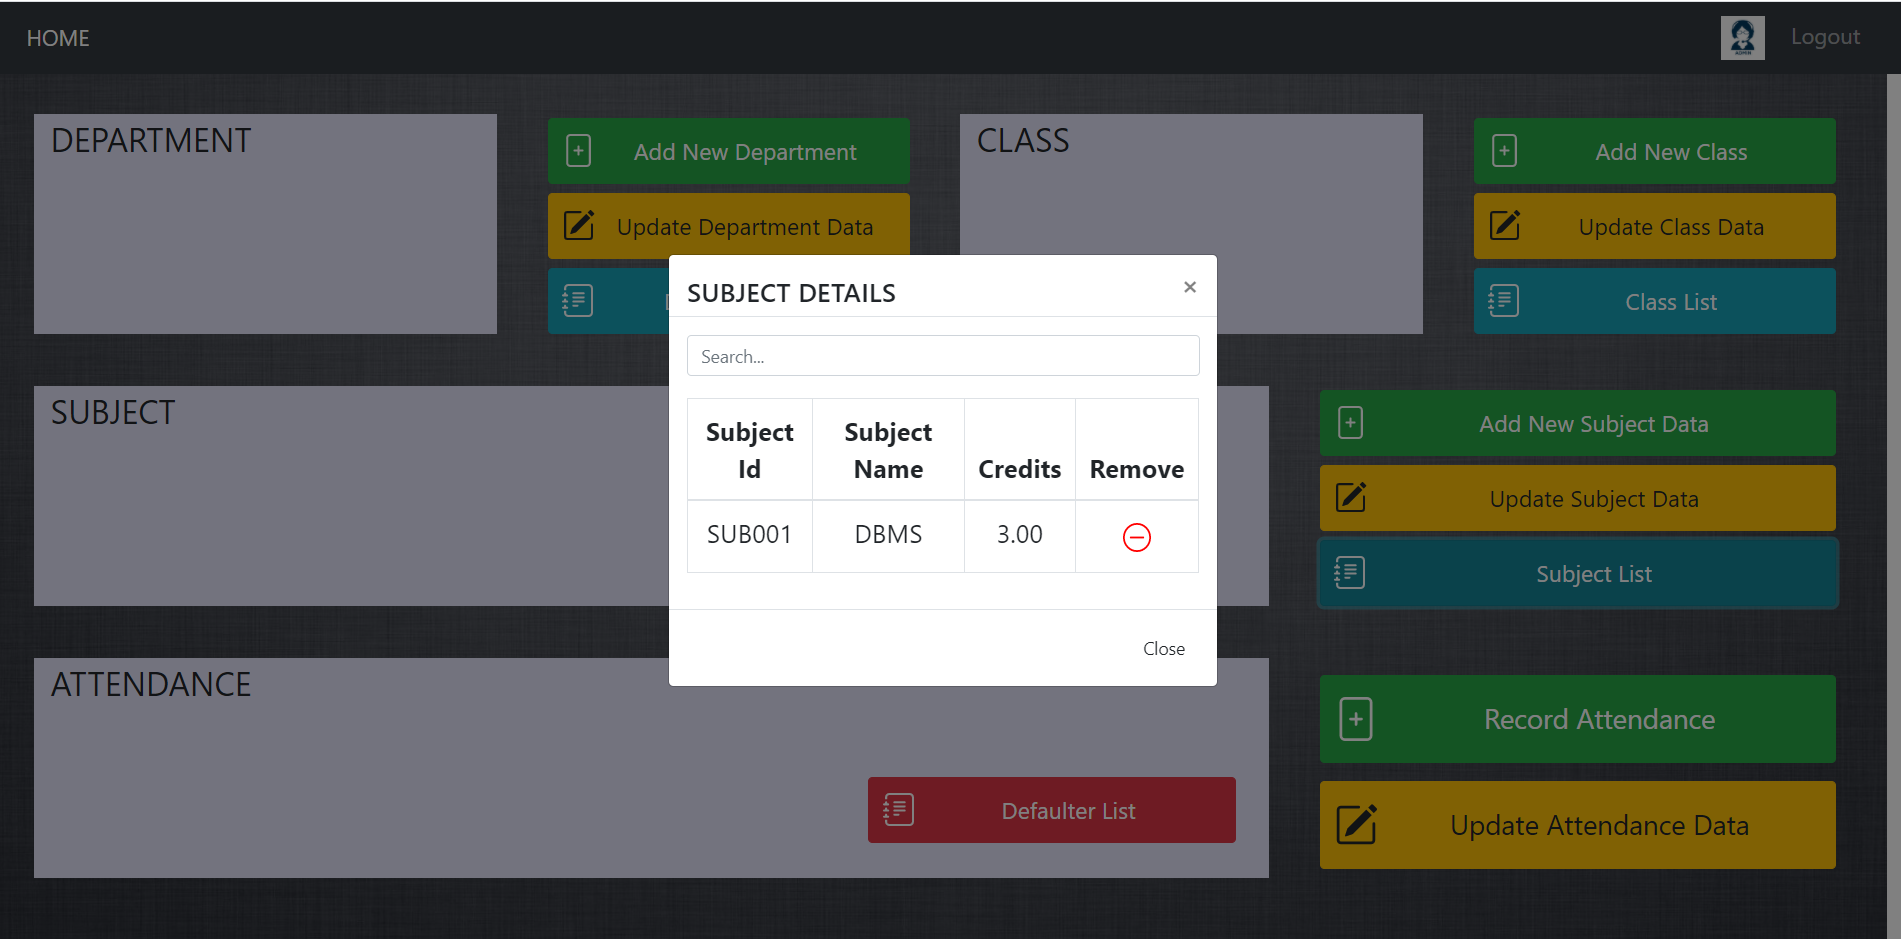 HOME
ADMIN
Logout
DEPARTMENT
Add New Department
Update Department Data
CLASS
Add New Class
Update Class Data
Class List
SUBJECT DETAILS
×
Search...
Subject Id
Subject Name
Credits
Remove
SUB001
DBMS
3.00
Close
SUBJECT
Add New Subject Data
Update Subject Data
Subject List
ATTENDANCE
Defaulter List
Record Attendance
Update Attendance Data